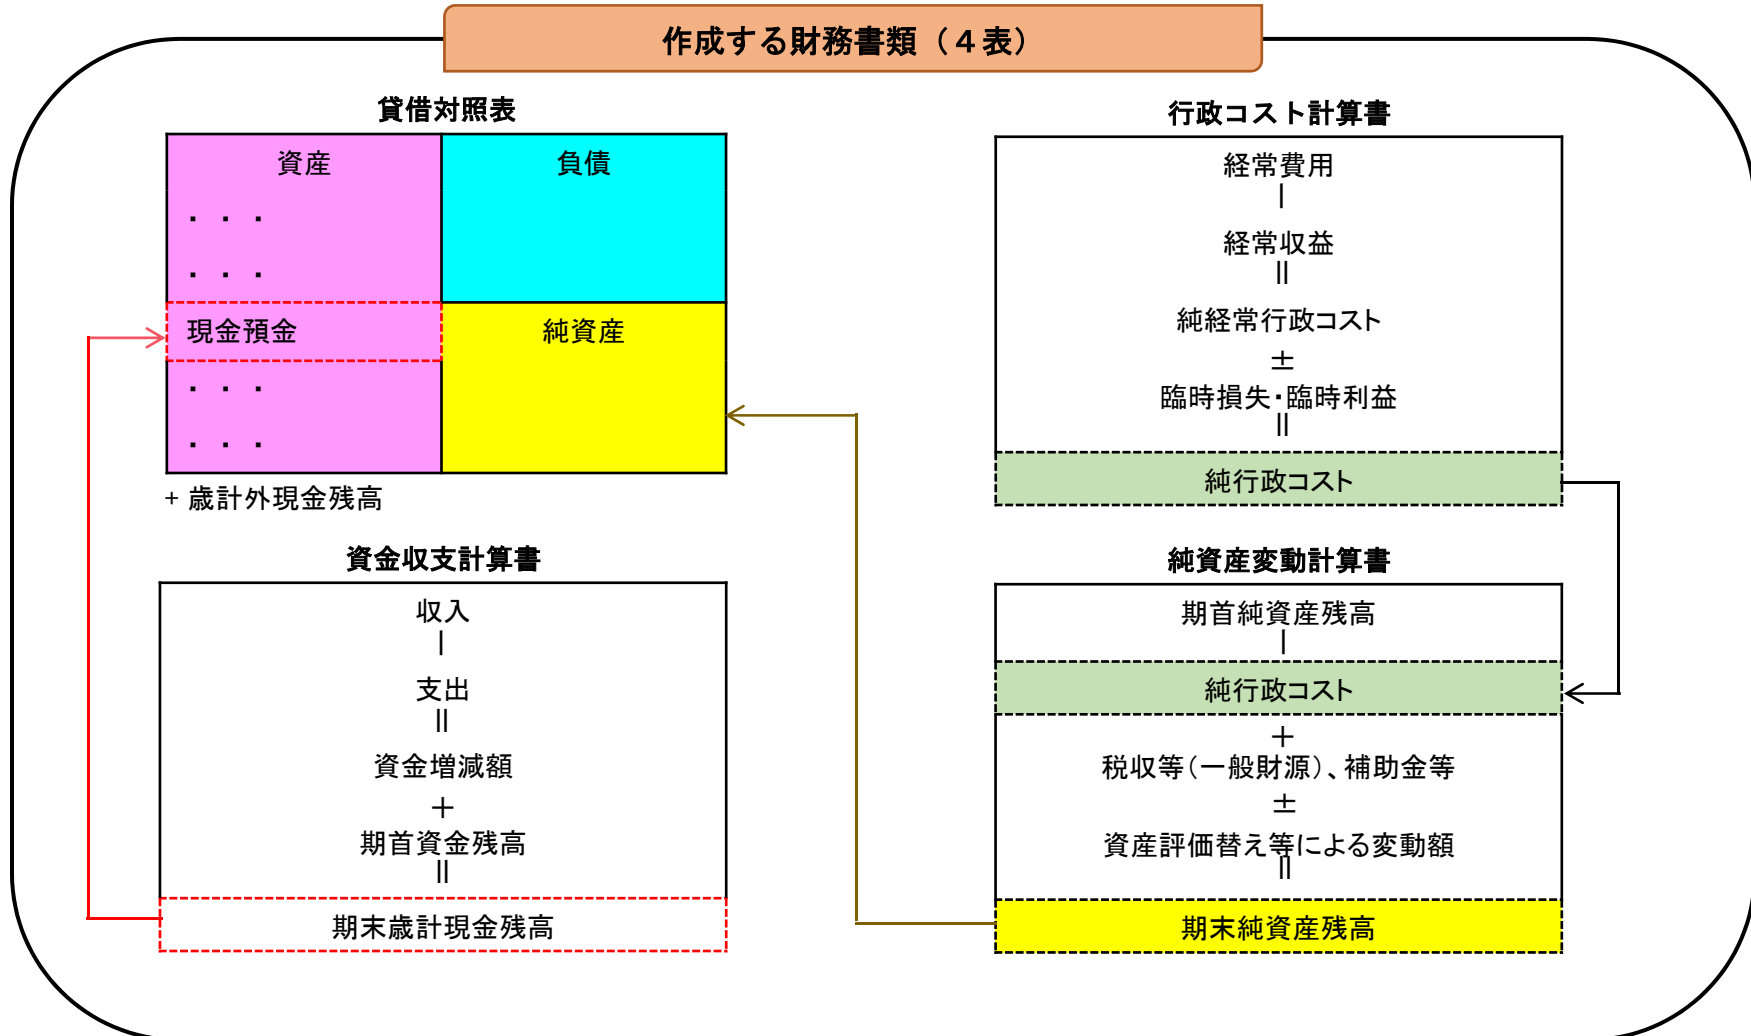 作成する財務書類（４表）
貸借対照表
資産
負債
・・・
・・・
現金預金
純資産
・・・
・・・
+ 歳計外現金残高
行政コスト計算書
経常費用
｜
経常収益
||
純経常行政コスト
±
臨時損失・臨時利益
||
純行政コスト
資金収支計算書
収入
｜
支出
||
資金増減額
＋
期首資金残高
||
期末歳計現金残高
純資産変動計算書
期首純資産残高
｜
純行政コスト
＋
税収等（一般財源）、補助金等
±
資産評価替え等による変動額
||
期末純資産残高